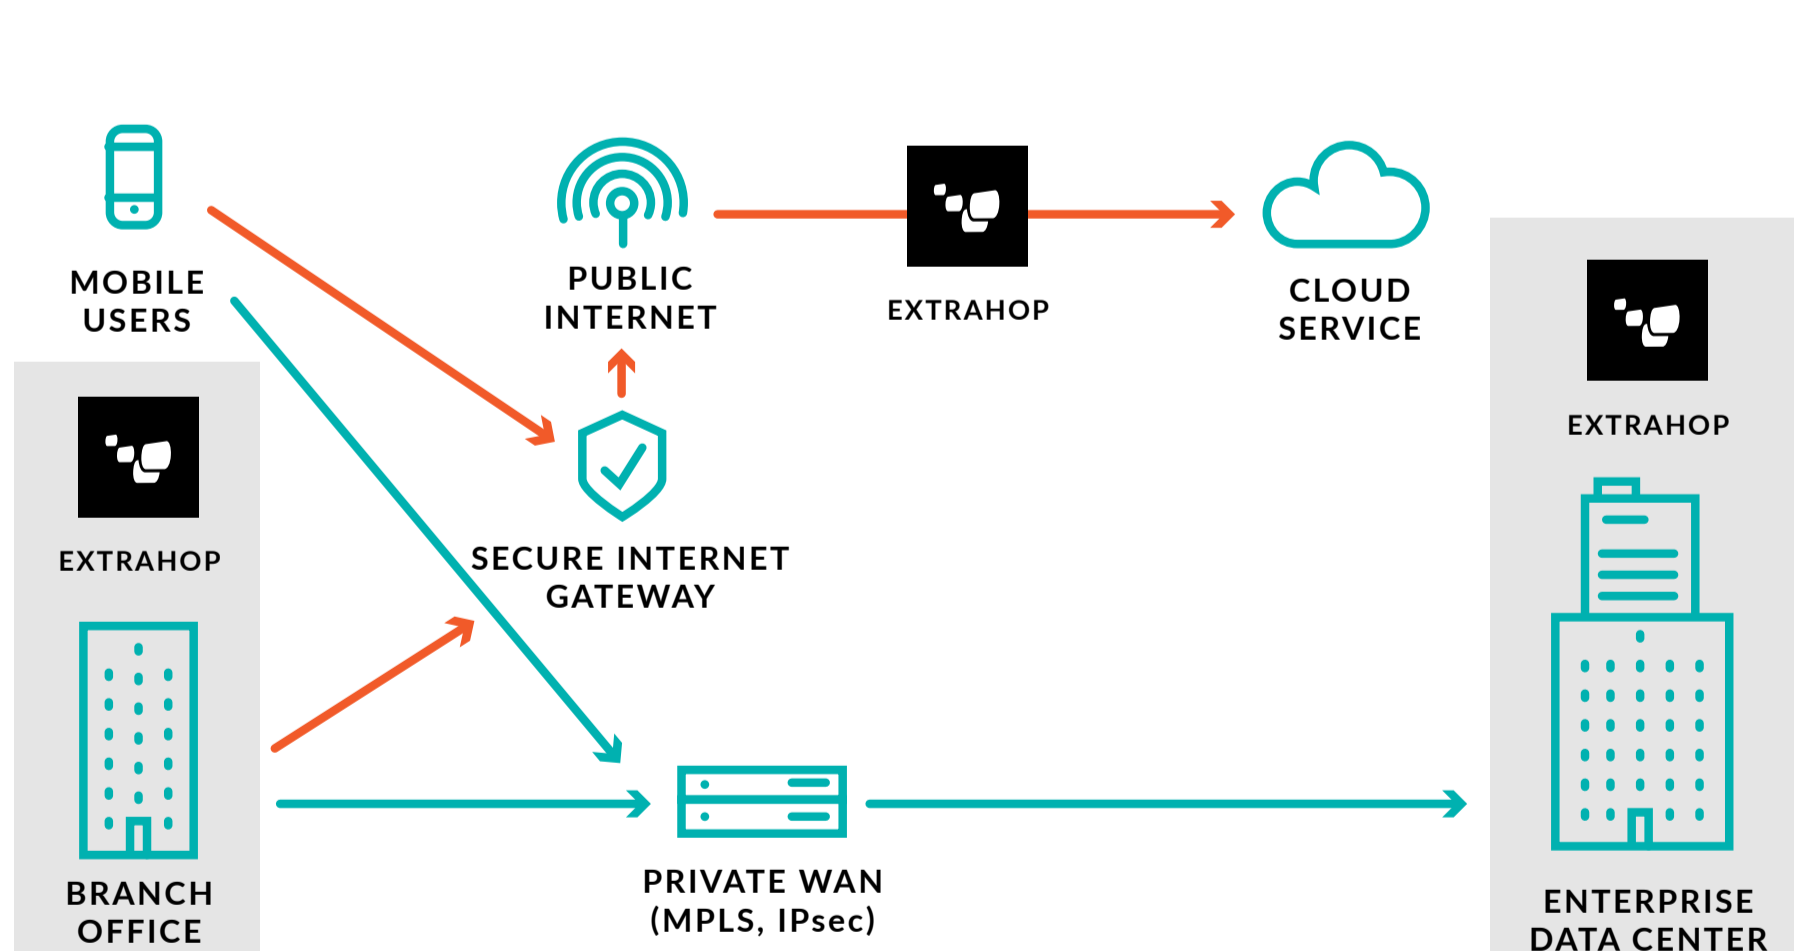 MOBILE
USERS
PUBLIC
INTERNET
EXTRAHOP
CLOUD
SERVICE
EXTRAHOP
EXTRAHOP
SECURE INTERNET
GATEWAY
BRANCH
OFFICE
PRIVATE WAN
(MPLS, IPsec)
ENTERPRISE
DATA CENTER